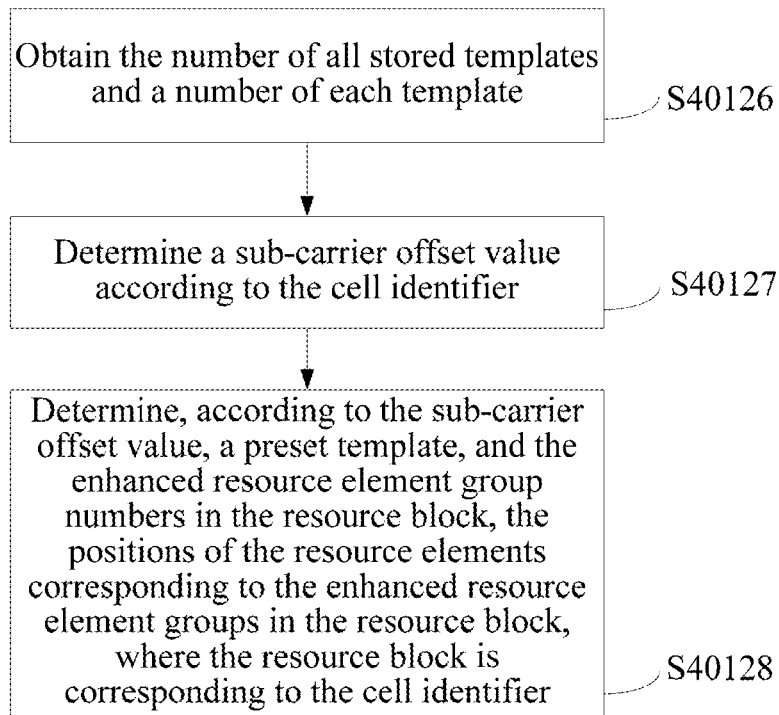 Obtain the number of all stored templates
and a number of each template
S40126
Determine a sub-carrier offset value
according to the cell identifier
S40127
Determine, according to the sub-carrier
offset value, a preset template, and the
enhanced resource element group
numbers in the resource block, the
positions of the resource elements
corresponding to the enhanced resource
element groups in the resource block,
where the resource block is
corresponding to the cell identifier
S40128